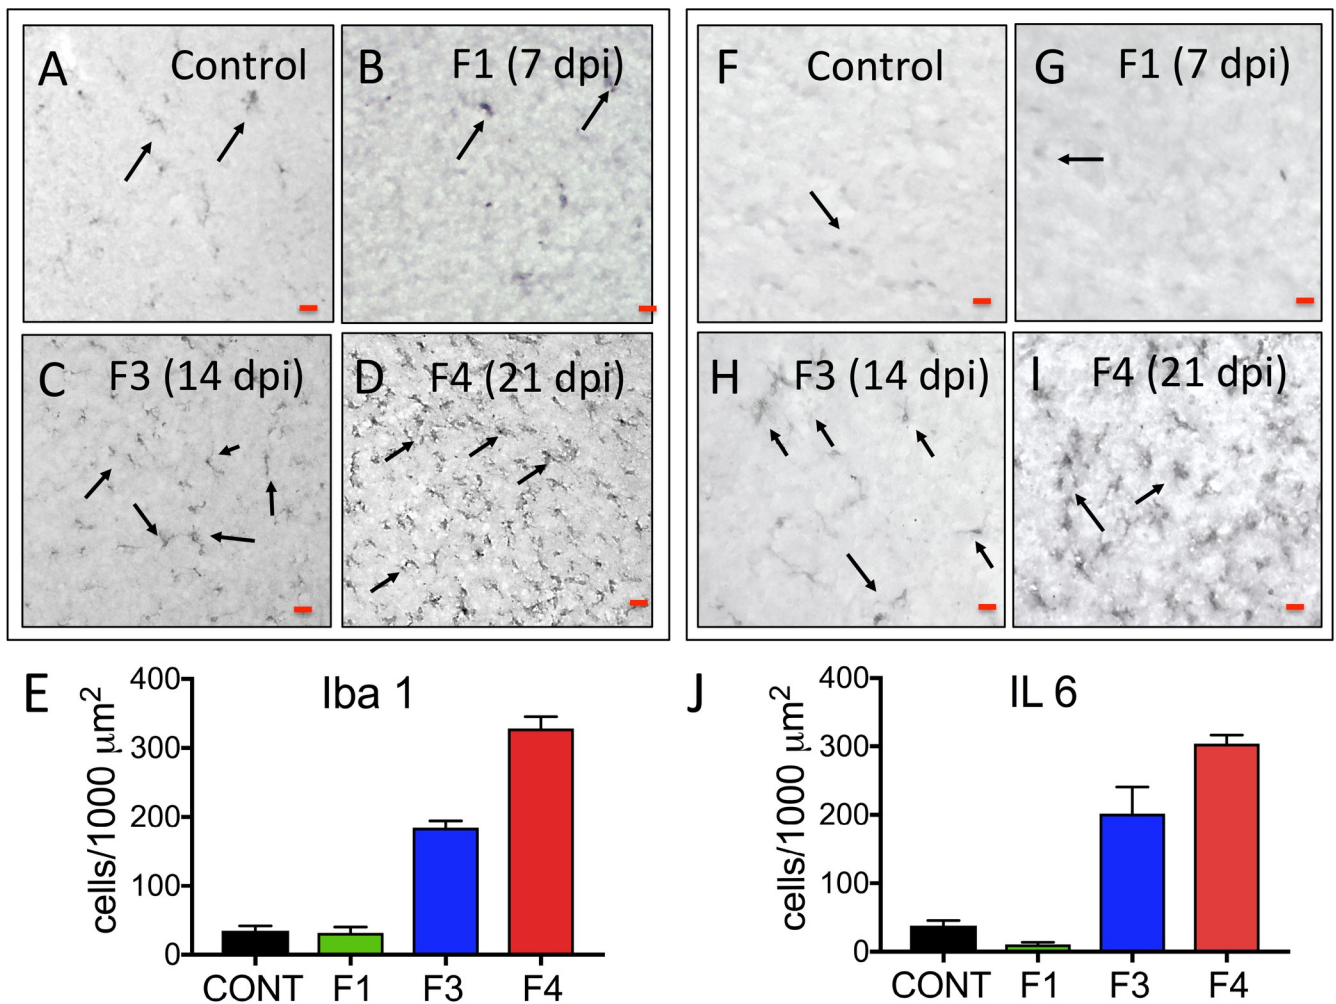 A Control
B F1 (7 dpi)
C F3 (14 dpi)
D F4 (21 dpi)
F Control
G F1 (7 dpi)
H F3 (14 dpi)
I F4 (21 dpi)
E Iba 1
cells/1000 μm²
400
300
200
100
0
CONT F1 F3 F4
J IL 6
cells/1000 μm²
400
300
200
100
0
CONT F1 F3 F4